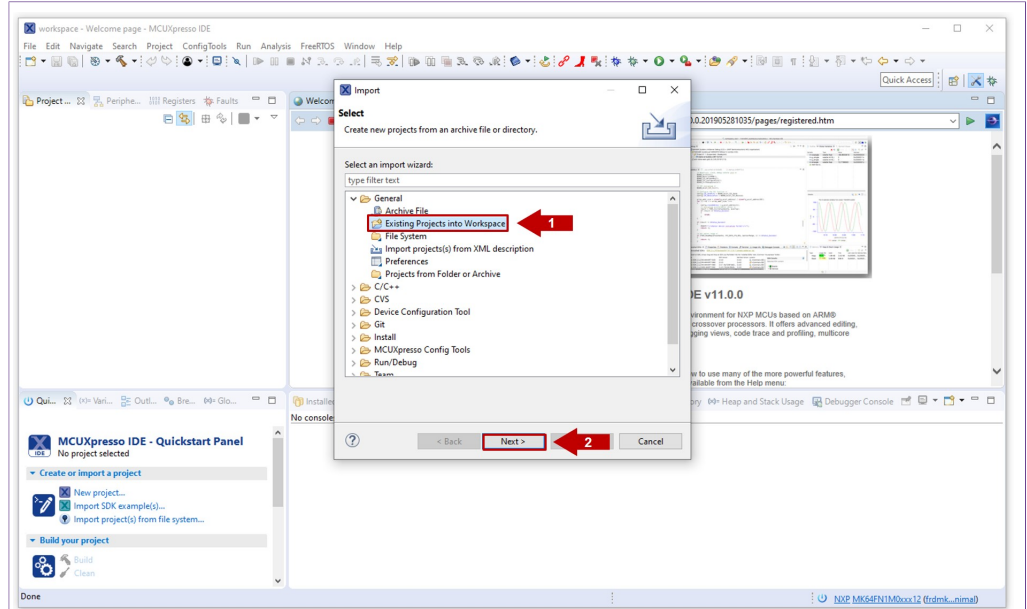 workspace - Welcome page - MCUXpresso IDE
File Edit Navigate Search Project ConfigTools Run Analysis FreeRTOS Window Help
Quick Access
Project ... Periphe... Registers Faults
Welcom
0.201905281035/pages/registered.htm
Import
Select
Create new projects from an archive file or directory.
Select an import wizard:
type filter text
General
Archive File
Existing Projects into Workspace
1
File System
Import projects(s) from XML description
Preferences
Projects from Folder or Archive
C/C++
CVS
Device Configuration Tool
Git
Install
MCUXpresso Config Tools
Run/Debug
Team
< Back
Next >
2
Cancel
DE v11.0.0
vironment for NXP MCUs based on ARM®
crossover processors. It offers advanced editing,
gging views, code trace and profiling, multicore
w to use many of the more powerful features,
vailable from the Help menu:
Qui... (x)= Vari... Outl... Bre... Glo...
Installe
ory Heap and Stack Usage Debugger Console
No console
MCUXpresso IDE - Quickstart Panel
IDE
No project selected
Create or import a project
New project...
Import SDK example(s)...
Import project(s) from file system...
Build your project
Build
Clean
Done
NXP MK64FN1M0xxx12 (frdmk...nimal)